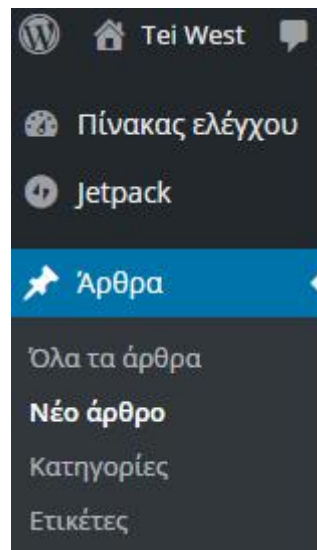 Tei West
Πίνακας ελέγχου
Jetpack
Άρθρα
Όλα τα άρθρα
Νέο άρθρο
Κατηγορίες
Ετικέτες